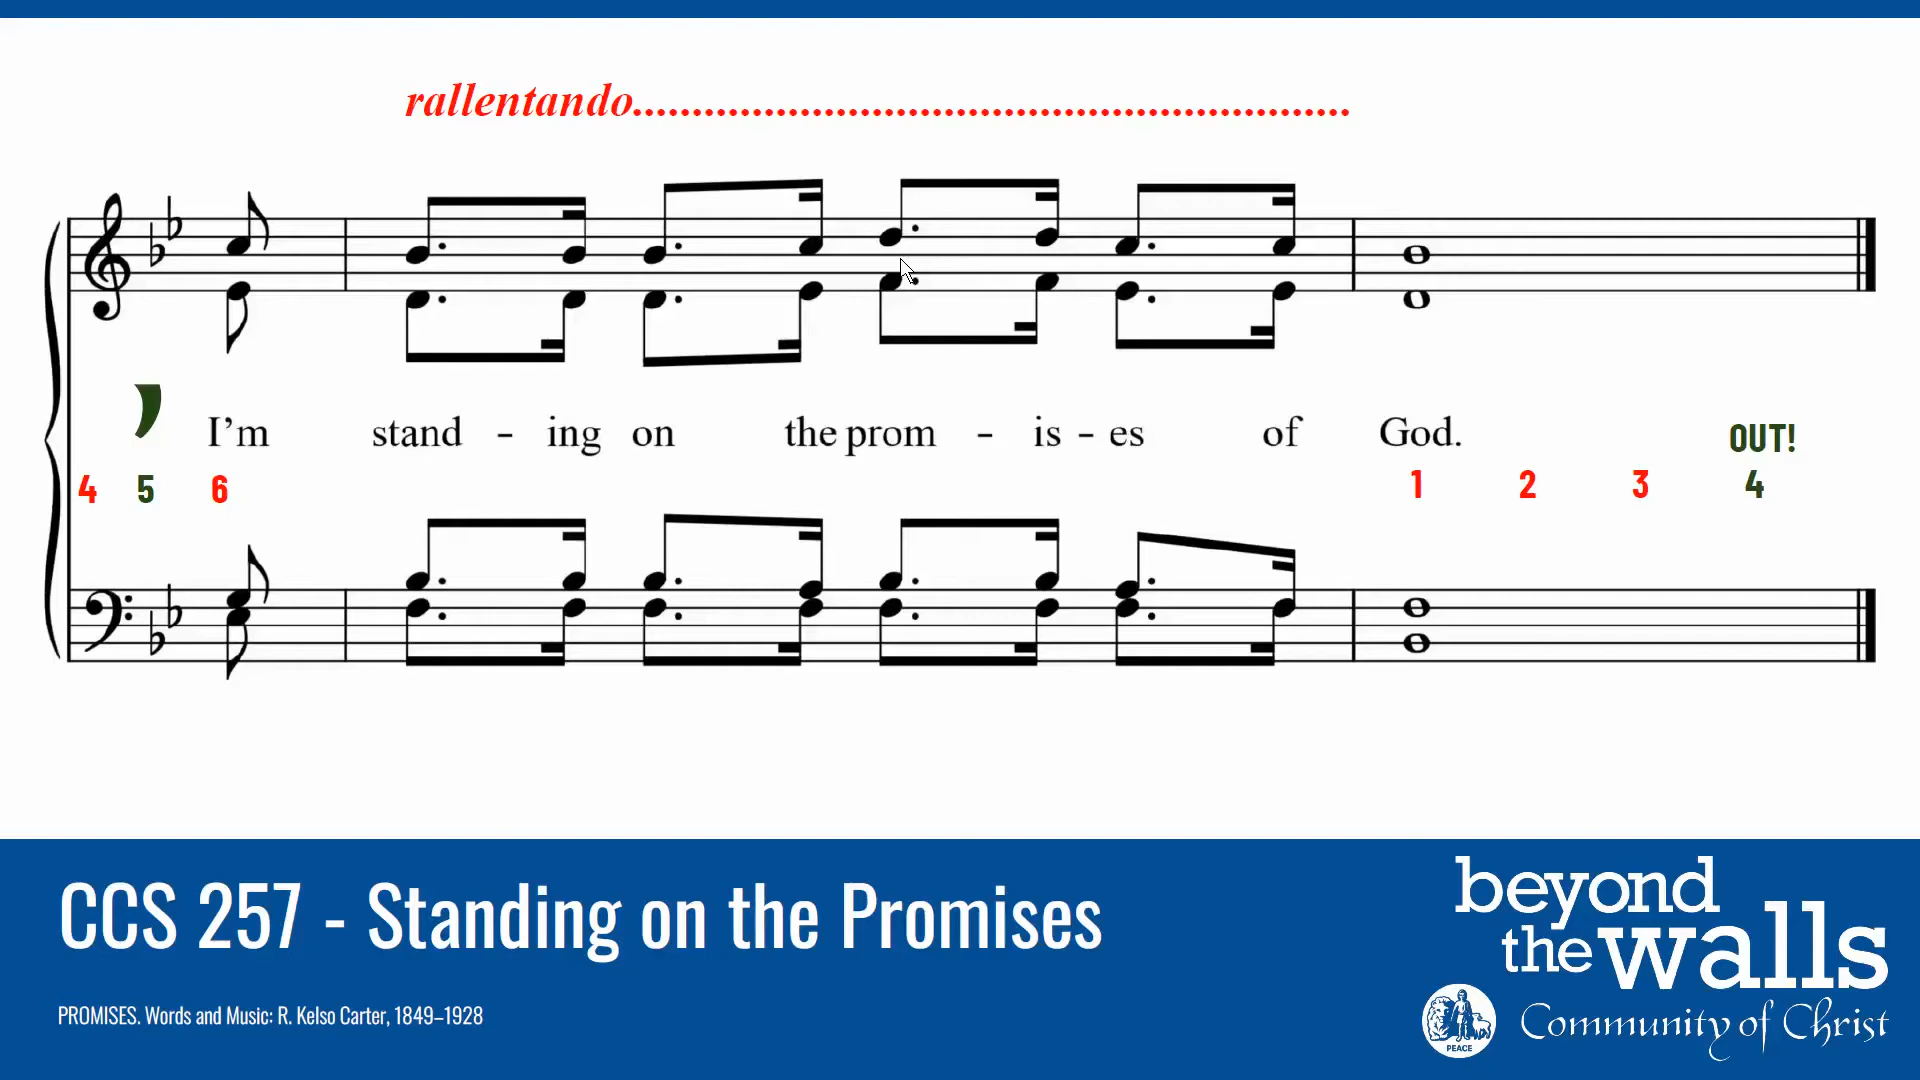 rallentando............................................................
, I’m stand - ing on the prom - is - es of God. OUT!
4 5 6 1 2 3 4
CCS 257 - Standing on the Promises
PROMISES. Words and Music: R. Kelso Carter, 1849–1928
beyond
the walls
Community of Christ
PEACE